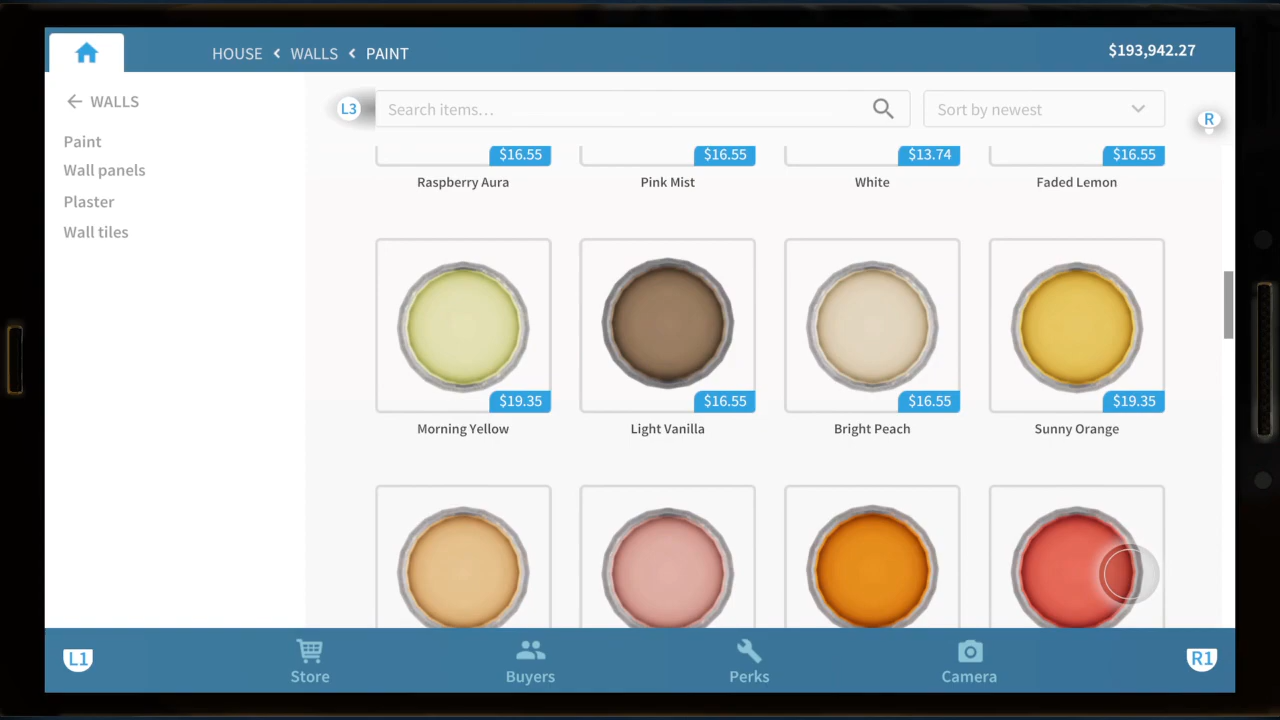 HOUSE < WALLS < PAINT
$193,942.27
WALLS
Paint
Wall panels
Plaster
Wall tiles
L3
Search items...
Sort by newest
R
$16.55
$16.55
$13.74
$16.55
Raspberry Aura
Pink Mist
White
Faded Lemon
$19.35
$16.55
$16.55
$19.35
Morning Yellow
Light Vanilla
Bright Peach
Sunny Orange
L1
Store
Buyers
Perks
Camera
R1